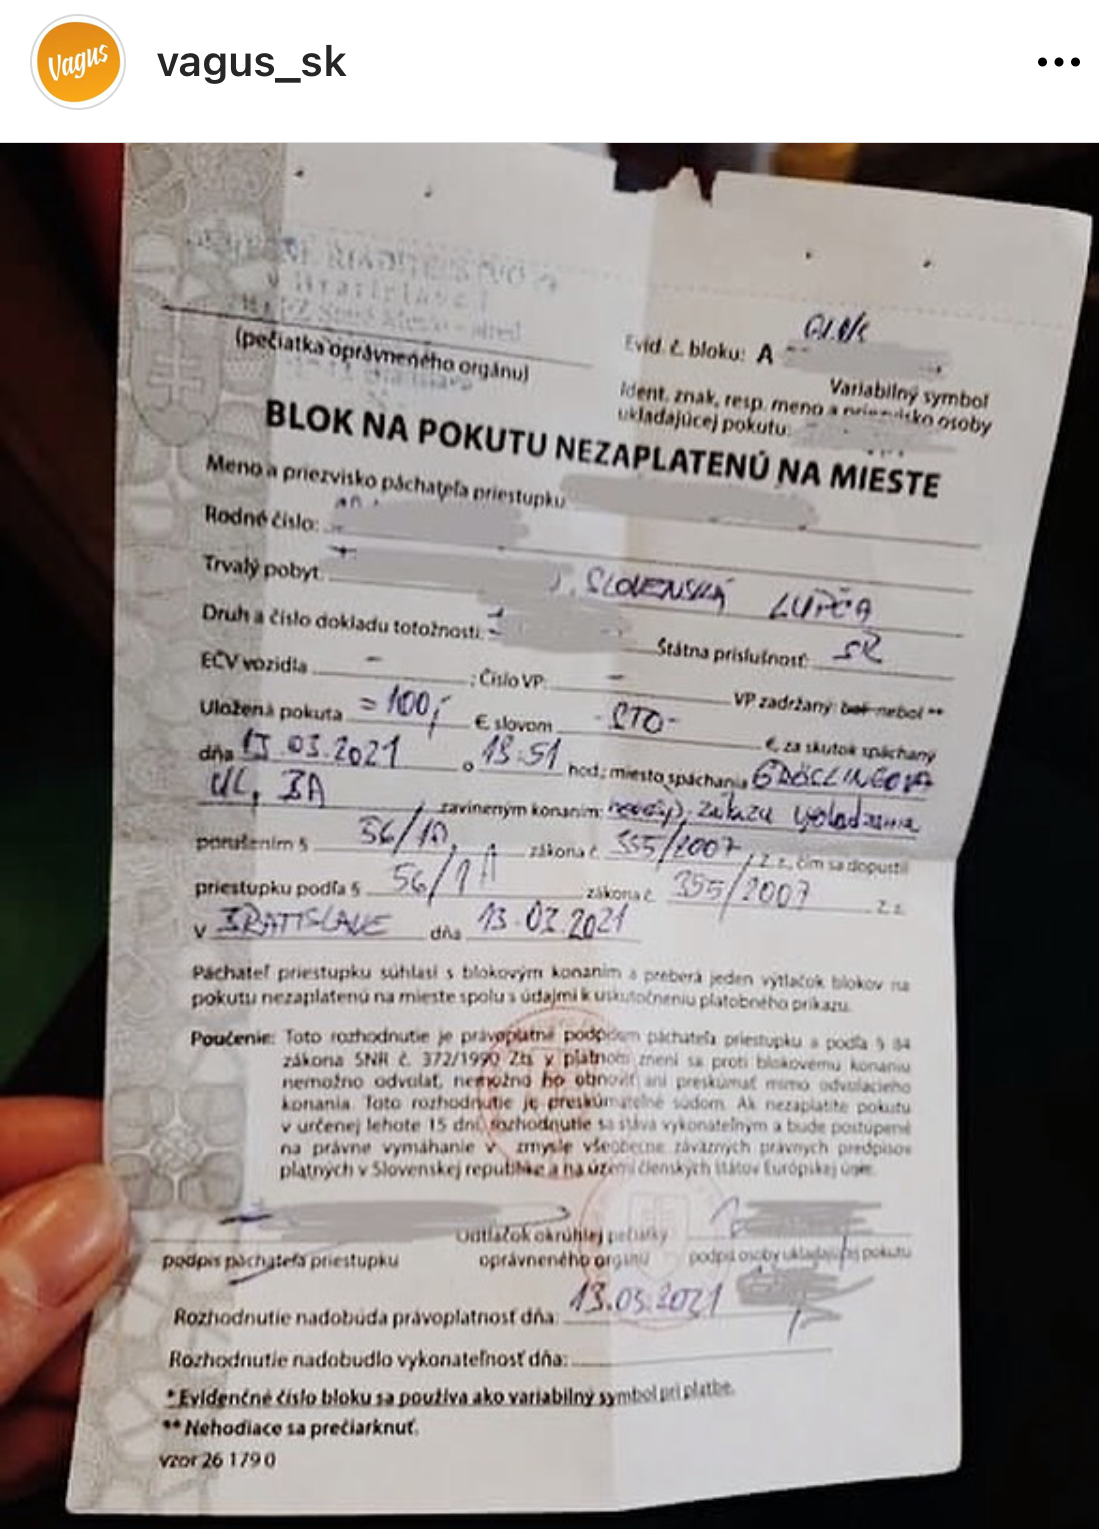 Vagus
vagus_sk
RIADITEĽSTVO
v Bratislave I
(pečiatka oprávneného orgánu)
Evid. č. bloku: A
Variabilný symbol
Ident. znak, resp. meno a priezvisko osoby
ukladajúcej pokutu:
BLOK NA POKUTU NEZAPLATENÚ NA MIESTE
Meno a priezvisko páchateľa priestupku
Rodné číslo:
Trvalý pobyt SLOVENSKÁ ĽUPČA
Druh a číslo dokladu totožnosti: Štátna príslušnosť: SR
EČV vozidla - ; Číslo VP: - VP zadržaný: bol nebol **
Uložená pokuta = 100,- € slovom - STO - €, za skutok spáchaný
dňa 13.03.2021 o 18:51 hod.; miesto spáchania GRÖSSLINGOVA
UL, BA, zavineným konaním: zákazu vychádzania
porušením § 56/1A, zákona č. 355/2007, Z. z., čím sa dopustil
priestupku podľa § 56/1A zákona č. 355/2007 Z. z.
v BRATISLAVE dňa 13.03.2021
Páchateľ priestupku súhlasí s blokovým konaním a preberá jeden výtlačok blokov na
pokutu nezaplatenú na mieste spolu s údajmi k uskutočneniu platobného príkazu.
Poučenie: Toto rozhodnutie je právoplatné podpisom páchateľa priestupku a podľa § 84
zákona SNR č. 372/1990 Zb. v platnom znení sa proti blokovému konaniu
nemožno odvolať, nemožno ho obnoviť ani preskúmať mimo odvolacieho
konania. Toto rozhodnutie je preskúmateľné súdom. Ak nezaplatíte pokutu
v určenej lehote 15 dní, rozhodnutie sa stáva vykonateľným a bude postúpené
na právne vymáhanie v zmysle všeobecne záväzných právnych predpisov
platných v Slovenskej republike a na území členských štátov Európskej únie.
podpis páchateľa priestupku
Odtlačok okrúhlej pečiatky
oprávneného orgánu
podpis osoby ukladajúcej pokutu
Rozhodnutie nadobúda právoplatnosť dňa: 13.03.2021
Rozhodnutie nadobudlo vykonateľnosť dňa:
* Evidenčné číslo bloku sa používa ako variabilný symbol pri platbe.
** Nehodiace sa prečiarknuť.
vzor 26 179 0